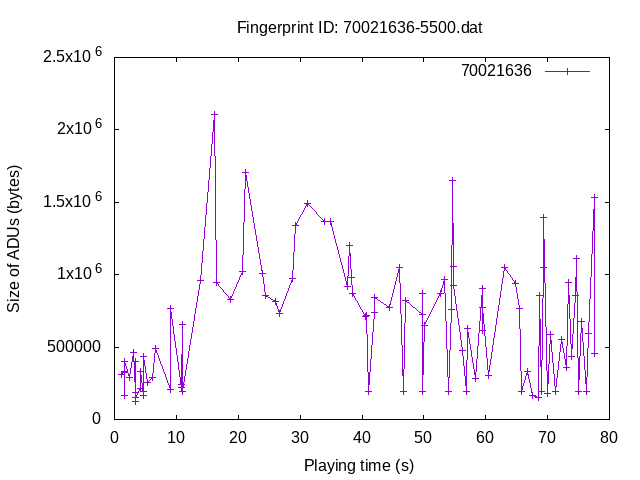 Fingerprint ID: 70021636-5500.dat
70021636
2.5x10^6
2x10^6
1.5x10^6
1x10^6
500000
0
0 10 20 30 40 50 60 70 80
Size of ADUs (bytes)
Playing time (s)